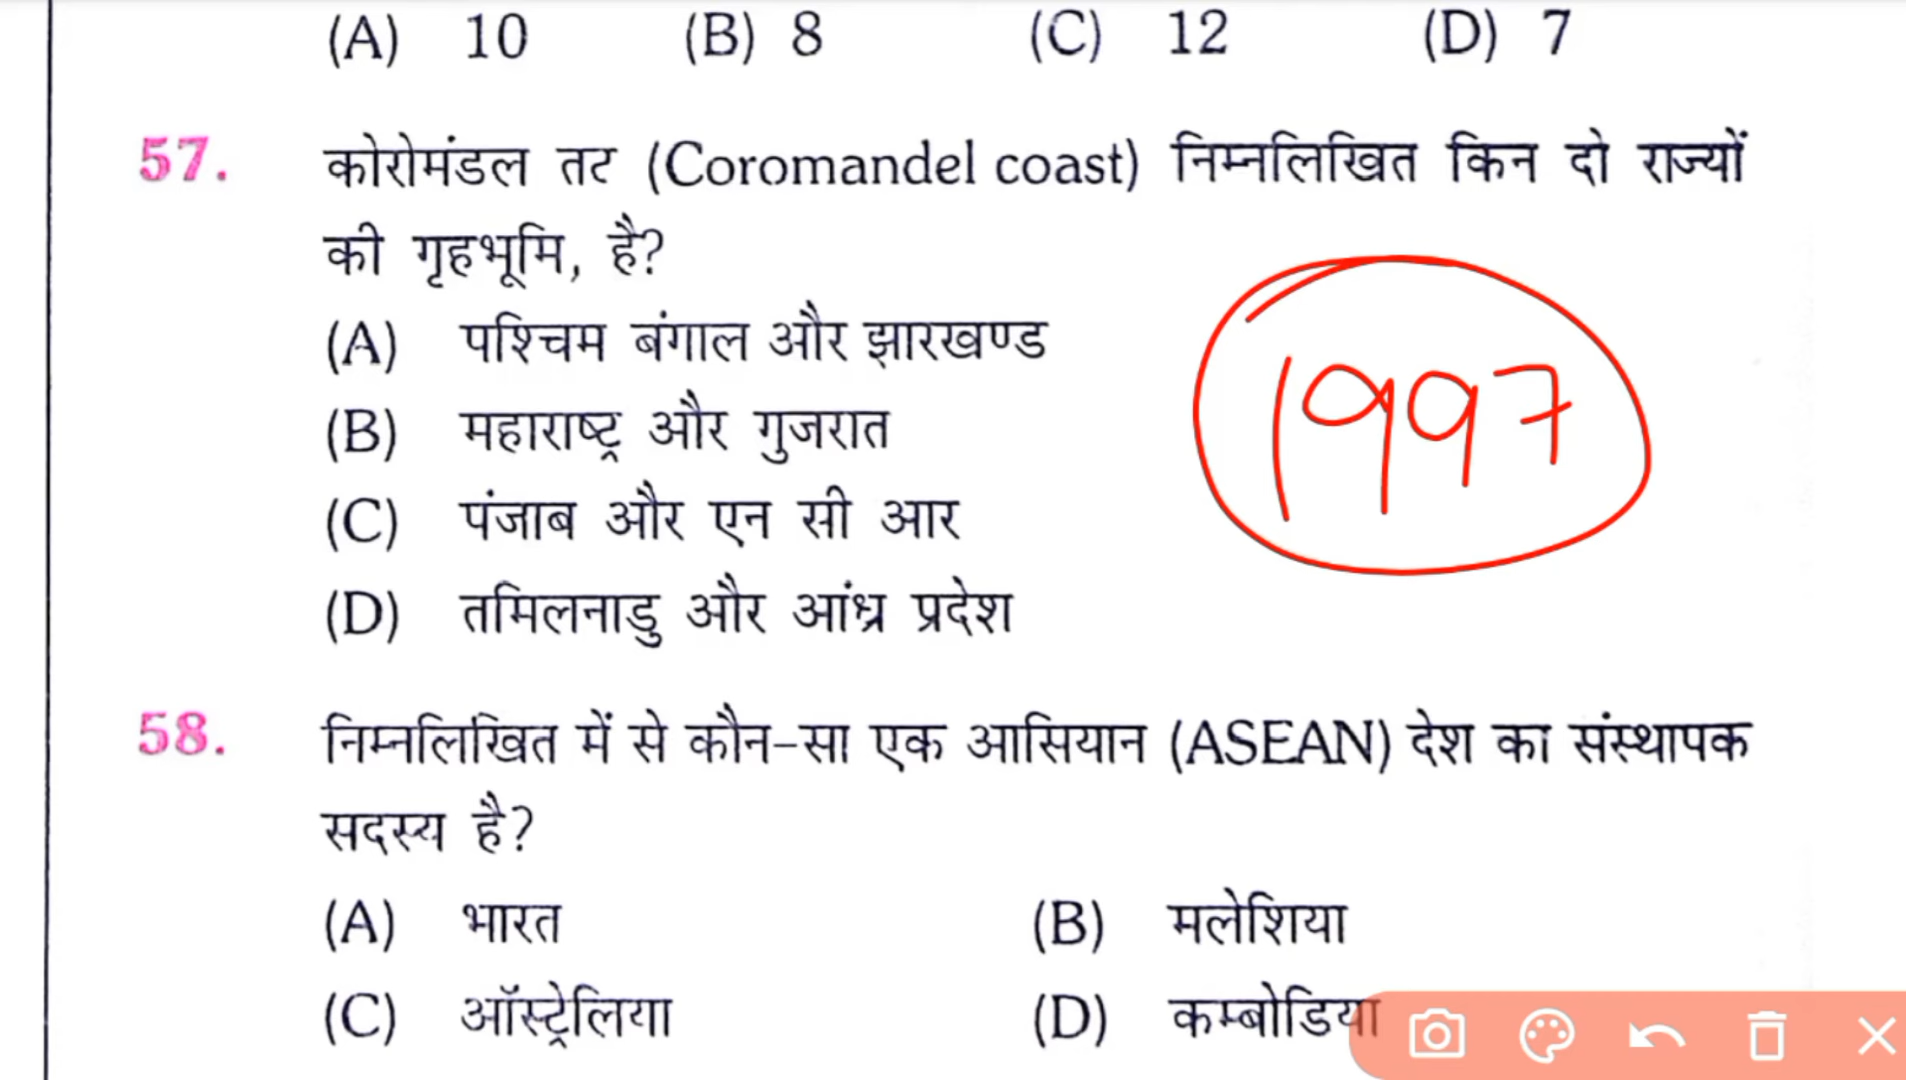 (A) 10 (B) 8 (C) 12 (D) 7
57. कोरोमंडल तट (Coromandel coast) निम्नलिखित किन दो राज्यों
की गृहभूमि, है?
(A) पश्चिम बंगाल और झारखण्ड
(B) महाराष्ट्र और गुजरात
1997
(C) पंजाब और एन सी आर
(D) तमिलनाडु और आंध्र प्रदेश
58. निम्नलिखित में से कौन-सा एक आसियान (ASEAN) देश का संस्थापक
सदस्य है?
(A) भारत (B) मलेशिया
(C) ऑस्ट्रेलिया (D) कम्बोडिया